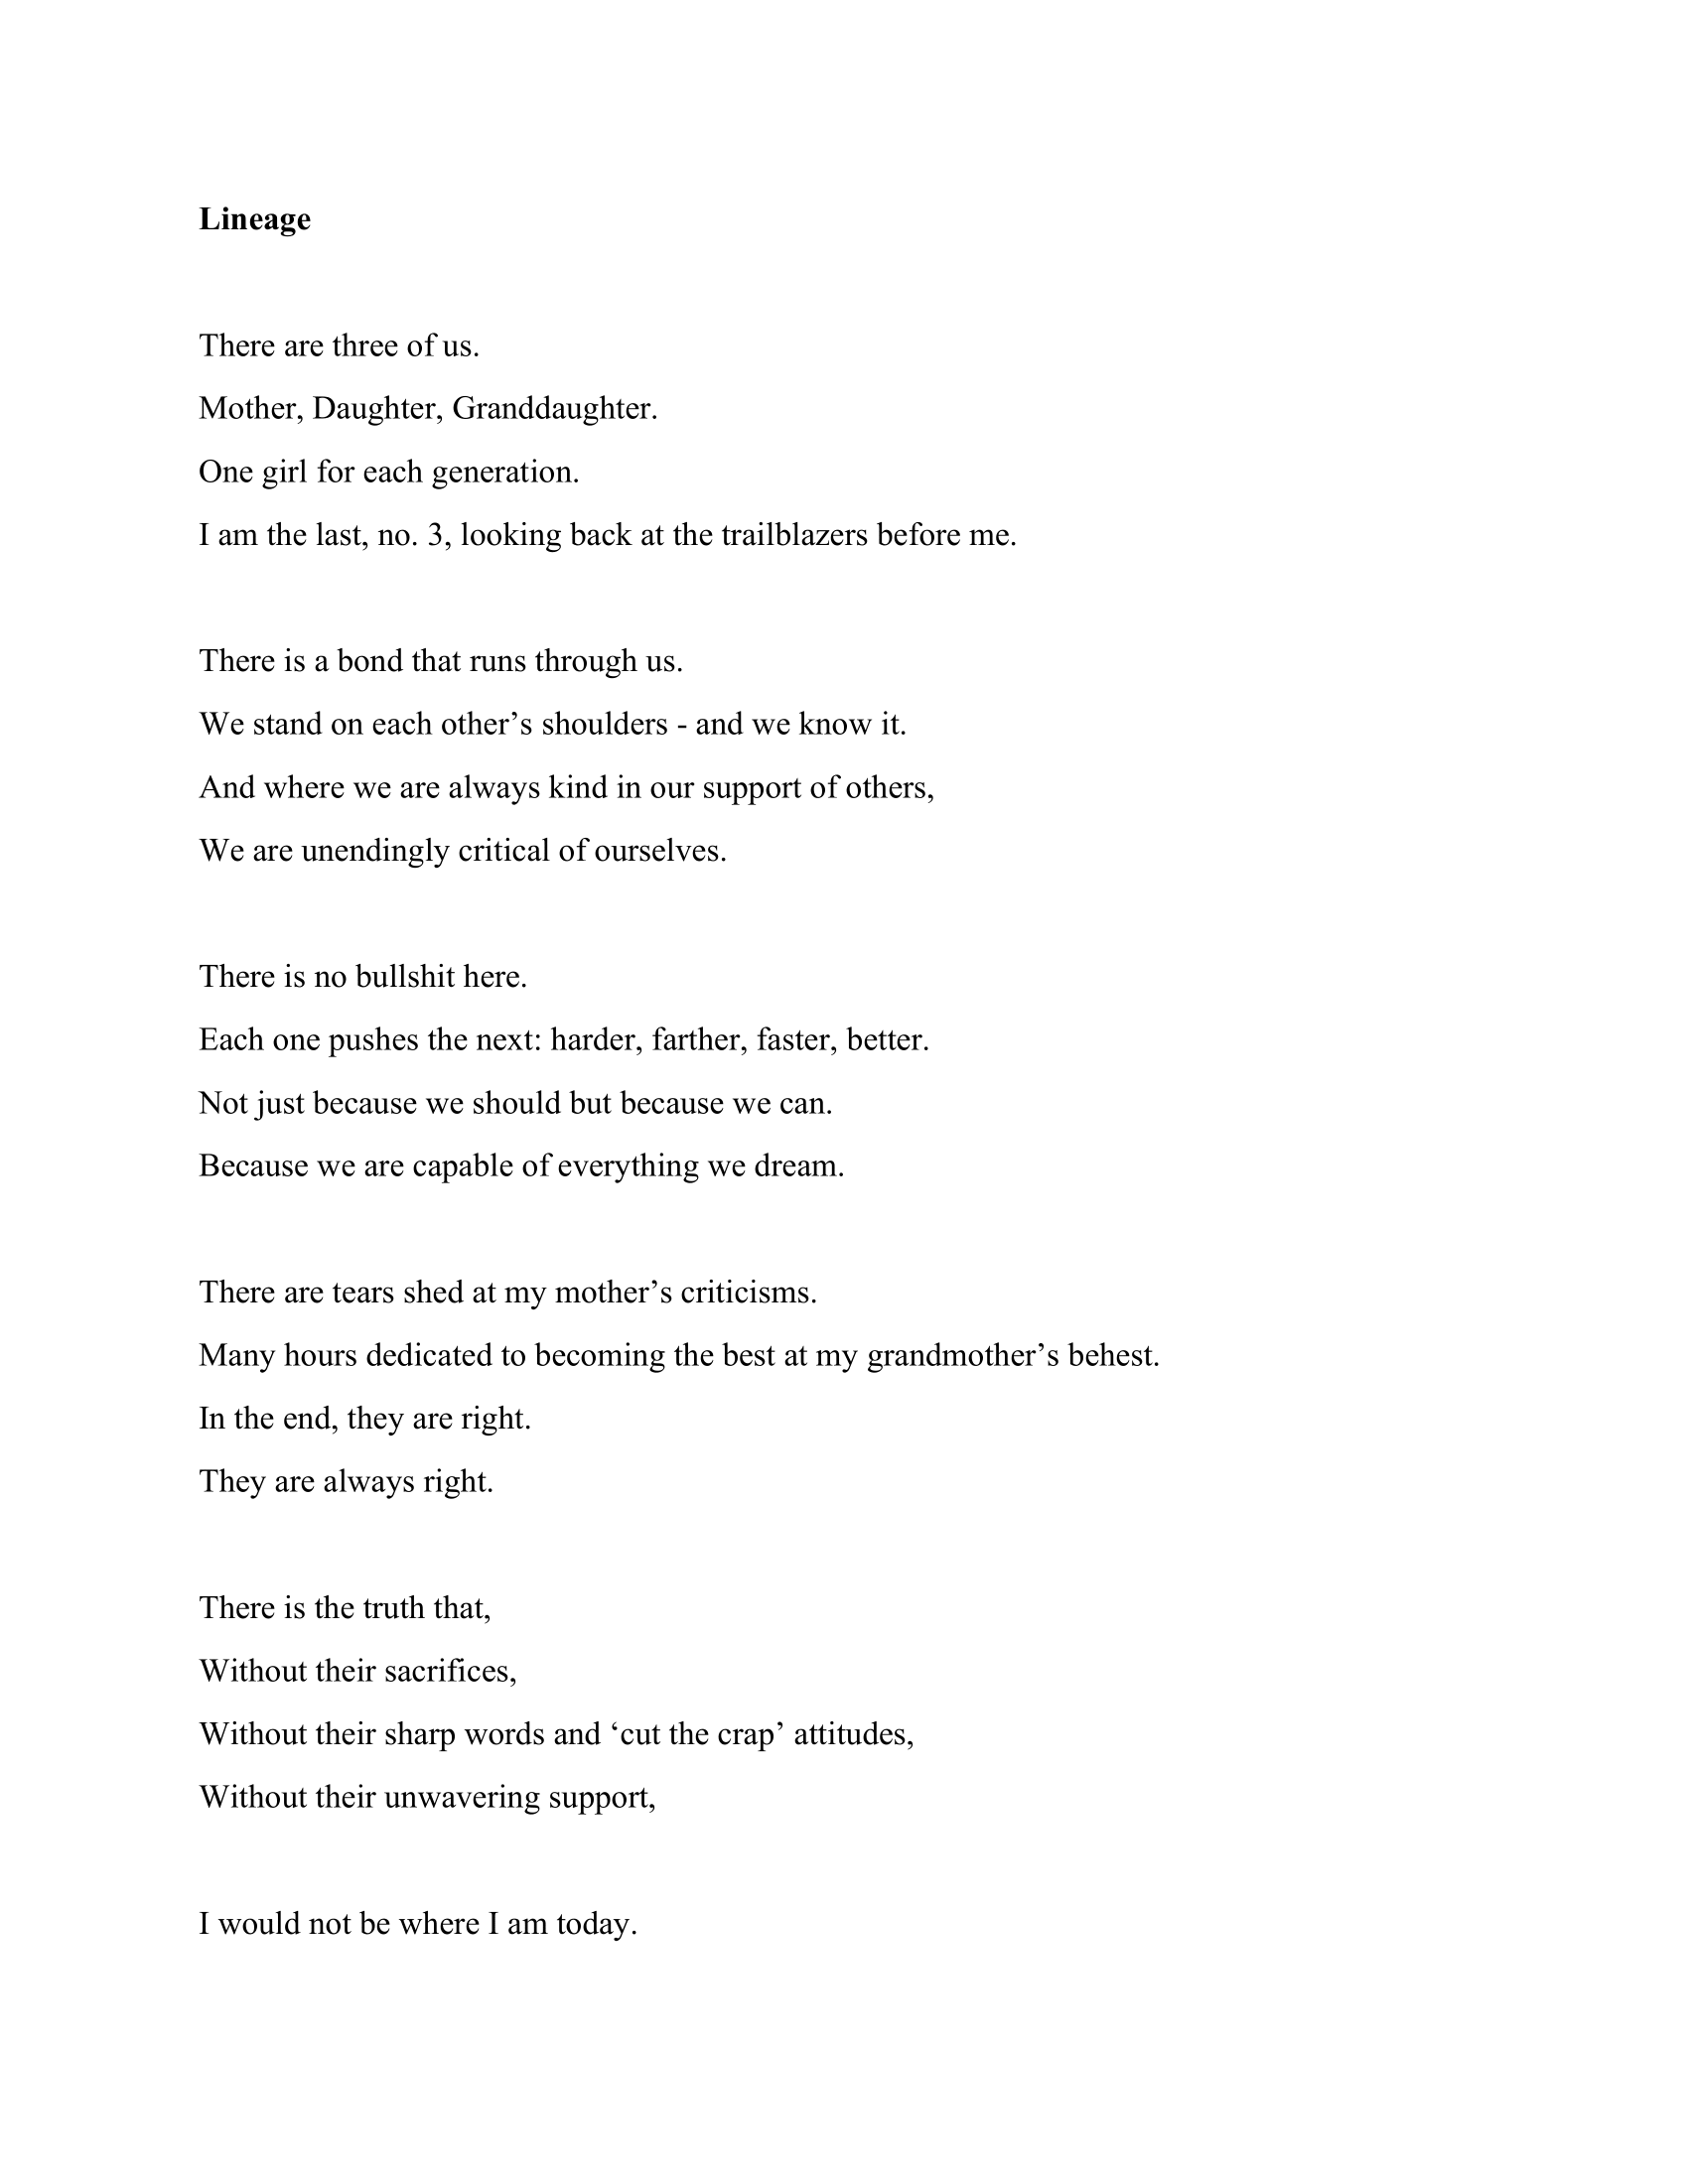 Lineage
There are three of us.
Mother, Daughter, Granddaughter.
One girl for each generation.
I am the last, no. 3, looking back at the trailblazers before me.
There is a bond that runs through us.
We stand on each other’s shoulders - and we know it.
And where we are always kind in our support of others,
We are unendingly critical of ourselves.
There is no bullshit here.
Each one pushes the next: harder, farther, faster, better.
Not just because we should but because we can.
Because we are capable of everything we dream.
There are tears shed at my mother’s criticisms.
Many hours dedicated to becoming the best at my grandmother’s behest.
In the end, they are right.
They are always right.
There is the truth that,
Without their sacrifices,
Without their sharp words and ‘cut the crap’ attitudes,
Without their unwavering support,
I would not be where I am today.